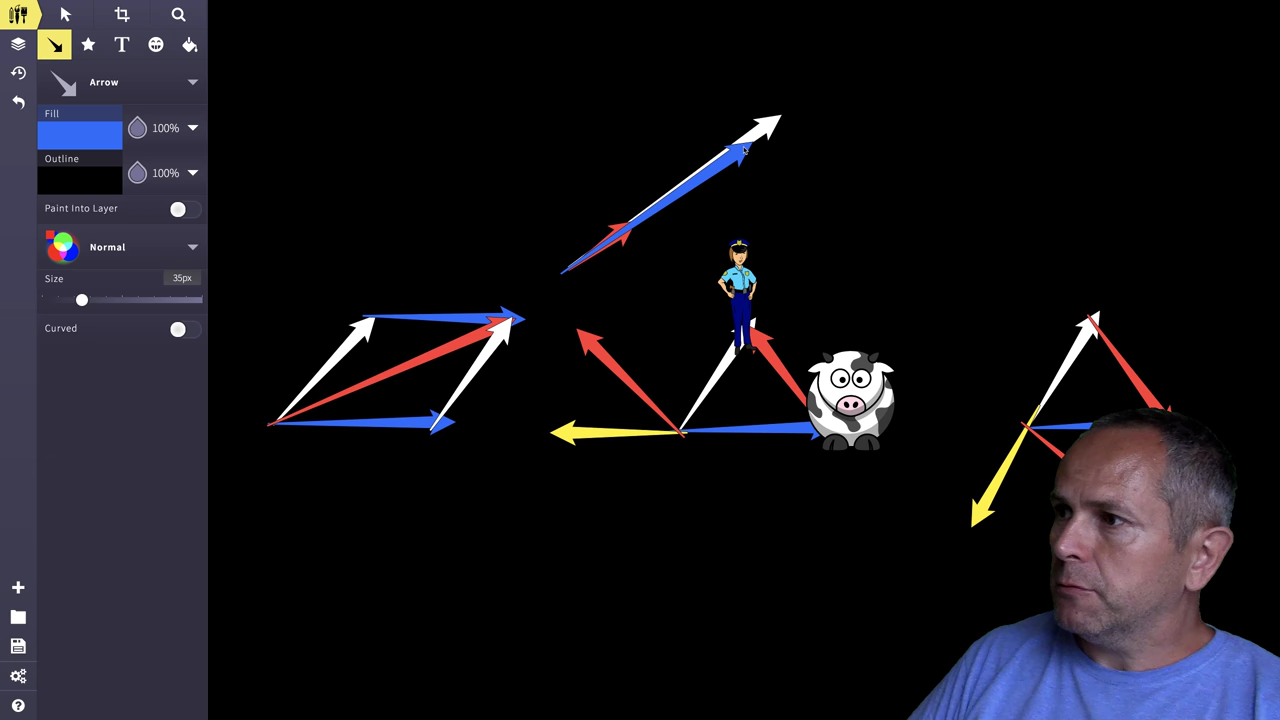 T
Arrow
Fill
100%
Outline
100%
Paint Into Layer
Normal
Size
35px
Curved
?